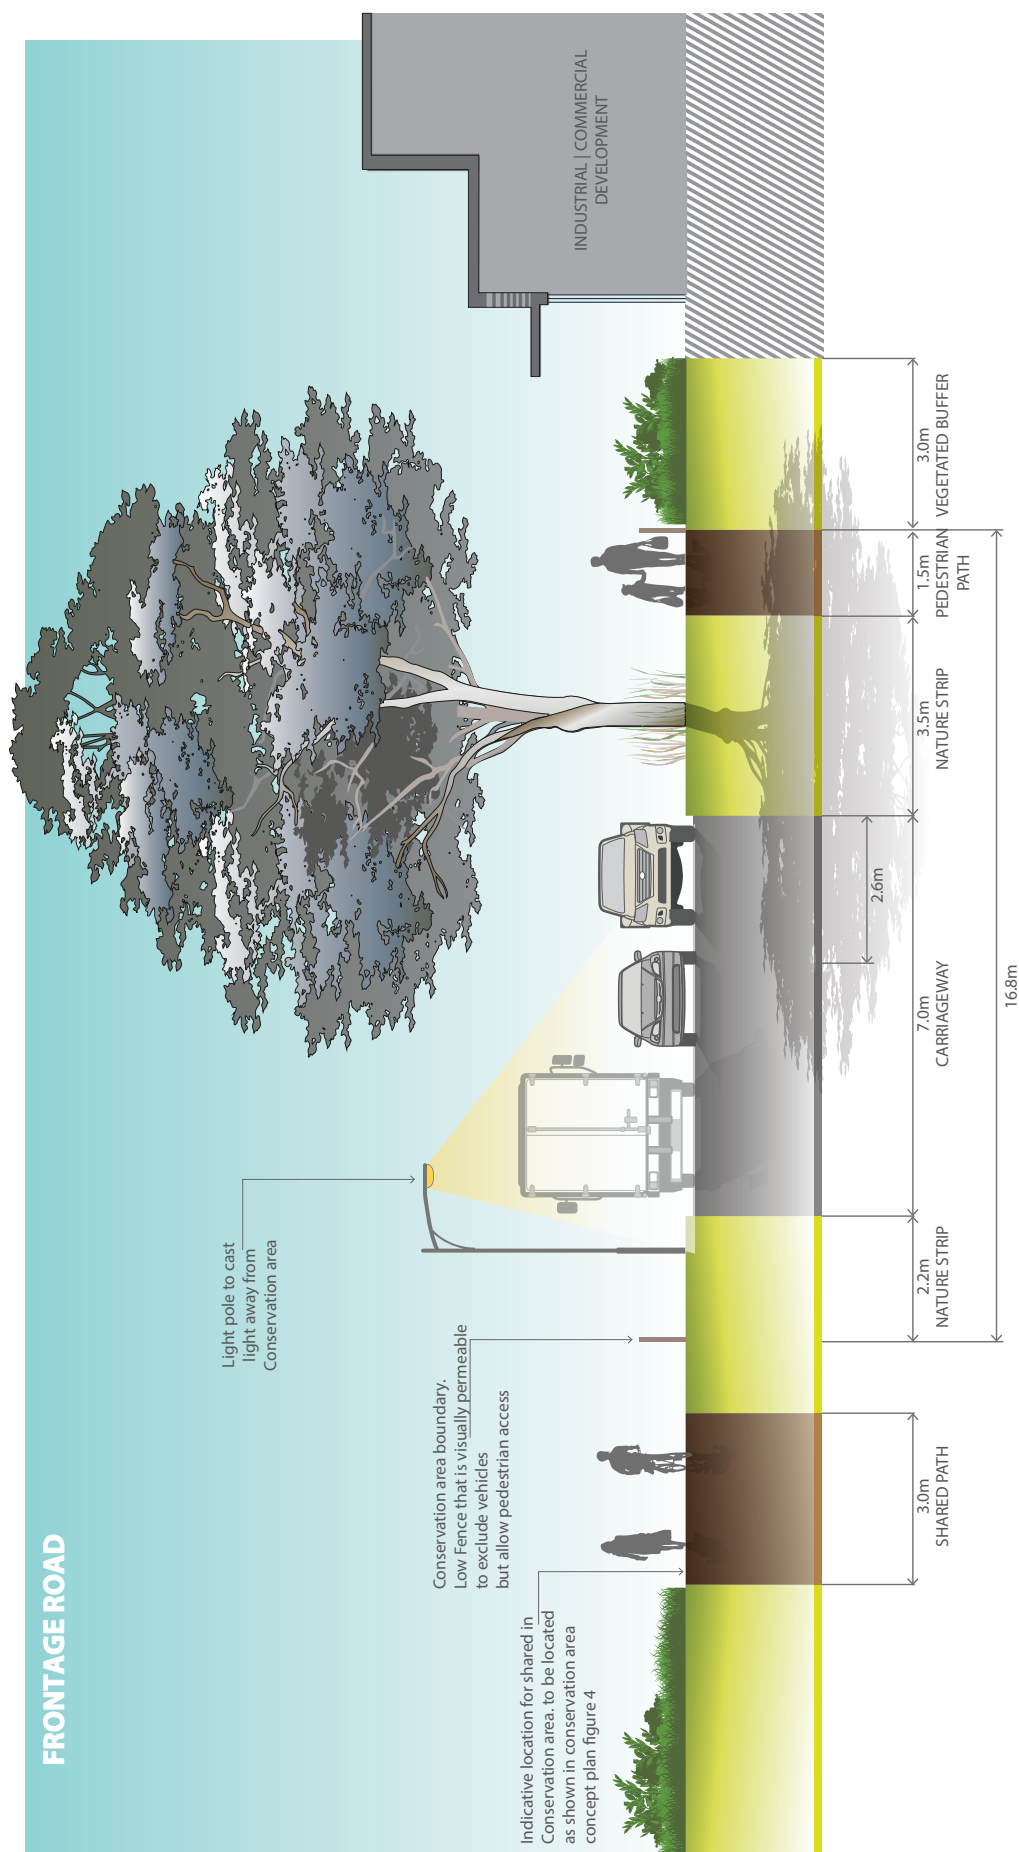 FRONTAGE ROAD
Indicative location for shared in
Conservation area. to be located
as shown in conservation area
concept plan figure 4
Conservation area boundary.
Low Fence that is visually permeable
to exclude vehicles
but allow pedestrian access
Light pole to cast
light away from
Conservation area
INDUSTRIAL | COMMERCIAL
DEVELOPMENT
3.0m
SHARED PATH
2.2m
NATURE STRIP
7.0m
CARRIAGEWAY
2.6m
3.5m
NATURE STRIP
1.5m
PEDESTRIAN
PATH
3.0m
VEGETATED BUFFER
16.8m